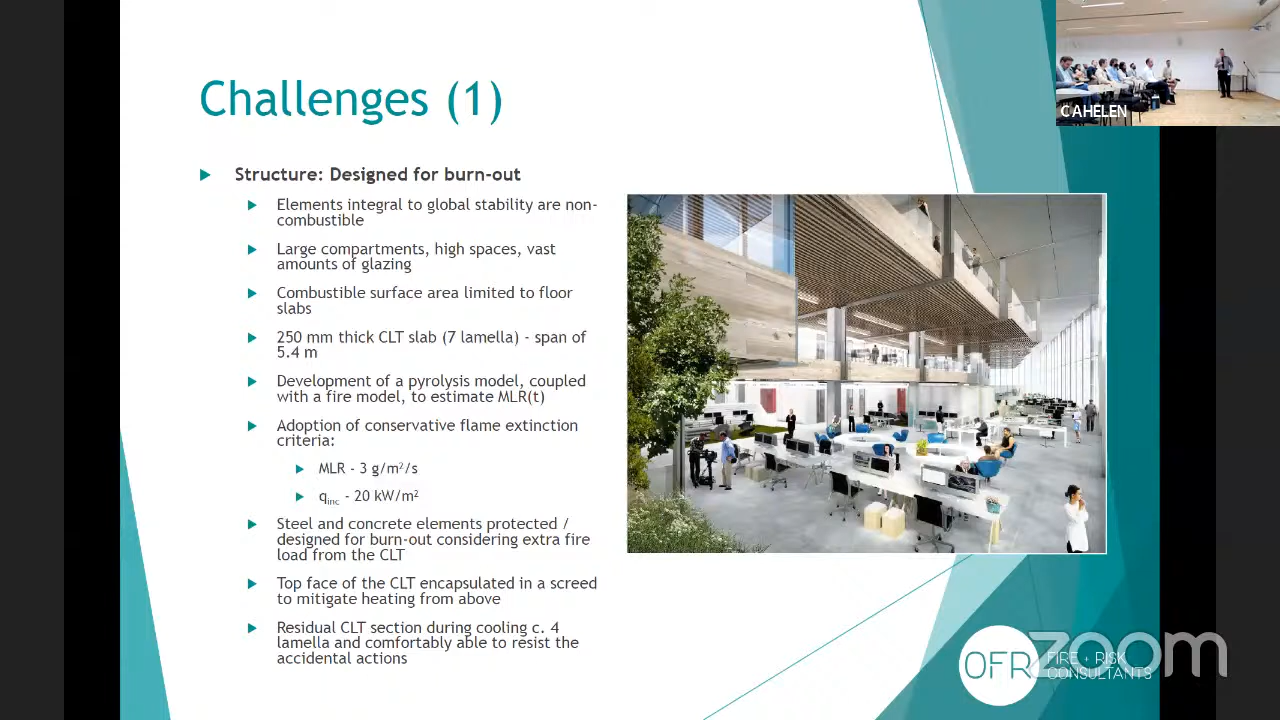 Challenges (1)
Structure: Designed for burn-out
Elements integral to global stability are non-
combustible
Large compartments, high spaces, vast
amounts of glazing
Combustible surface area limited to floor
slabs
250 mm thick CLT slab (7 lamella) - span of
5.4 m
Development of a pyrolysis model, coupled
with a fire model, to estimate MLR(t)
Adoption of conservative flame extinction
criteria:
MLR - 3 g/m²/s
qinc - 20 kW/m²
Steel and concrete elements protected /
designed for burn-out considering extra fire
load from the CLT
Top face of the CLT encapsulated in a screed
to mitigate heating from above
Residual CLT section during cooling c. 4
lamella and comfortably able to resist the
accidental actions
CAHELEN
OFR FIRE + RISK
CONSULTANTS
zoom